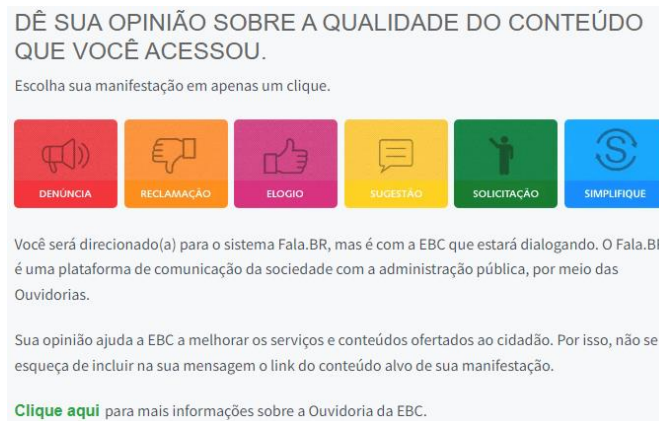 DÊ SUA OPINIÃO SOBRE A QUALIDADE DO CONTEÚDO
QUE VOCÊ ACESSOU.
Escolha sua manifestação em apenas um clique.
DENÚNCIA RECLAMAÇÃO ELOGIO SUGESTÃO SOLICITAÇÃO SIMPLIFIQUE
Você será direcionado(a) para o sistema Fala.BR, mas é com a EBC que estará dialogando. O Fala.BR
é uma plataforma de comunicação da sociedade com a administração pública, por meio das
Ouvidorias.
Sua opinião ajuda a EBC a melhorar os serviços e conteúdos ofertados ao cidadão. Por isso, não se
esqueça de incluir na sua mensagem o link do conteúdo alvo de sua manifestação.
Clique aqui para mais informações sobre a Ouvidoria da EBC.